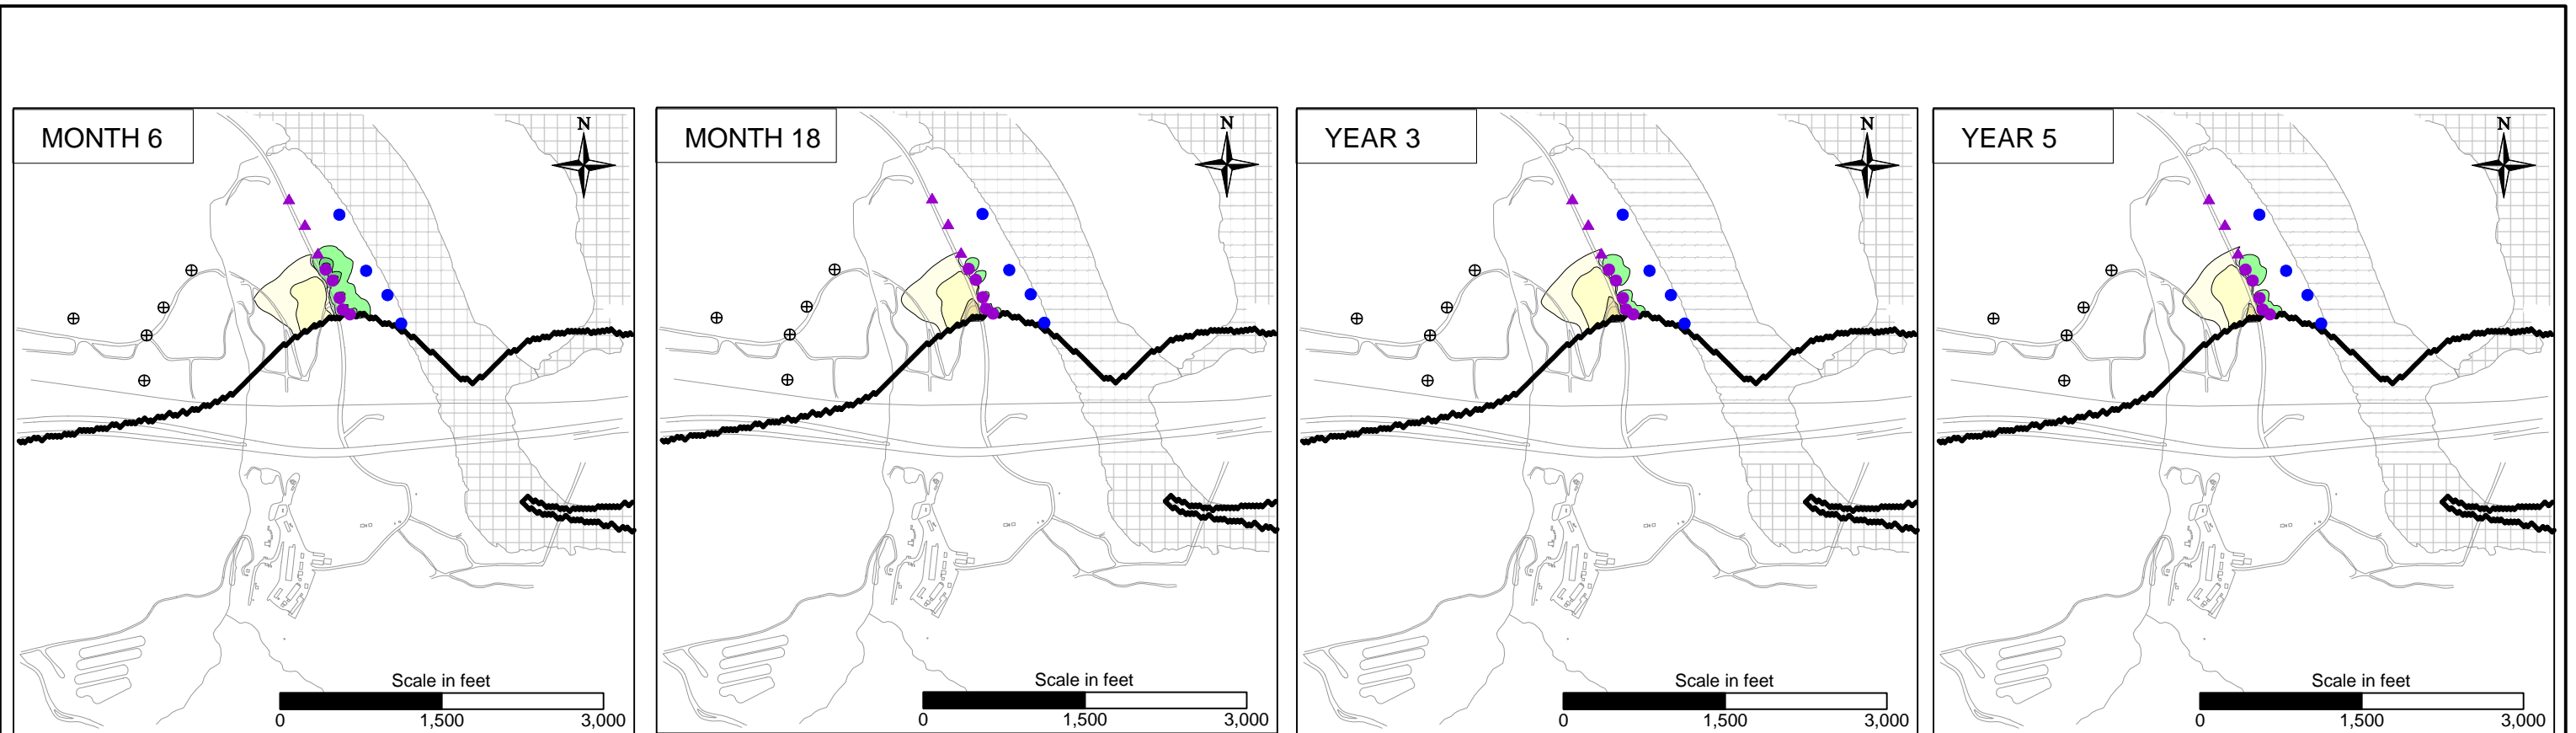 MONTH 6
N
Scale in feet
0 1,500 3,000
MONTH 18
N
Scale in feet
0 1,500 3,000
YEAR 3
N
Scale in feet
0 1,500 3,000
YEAR 5
N
Scale in feet
0 1,500 3,000